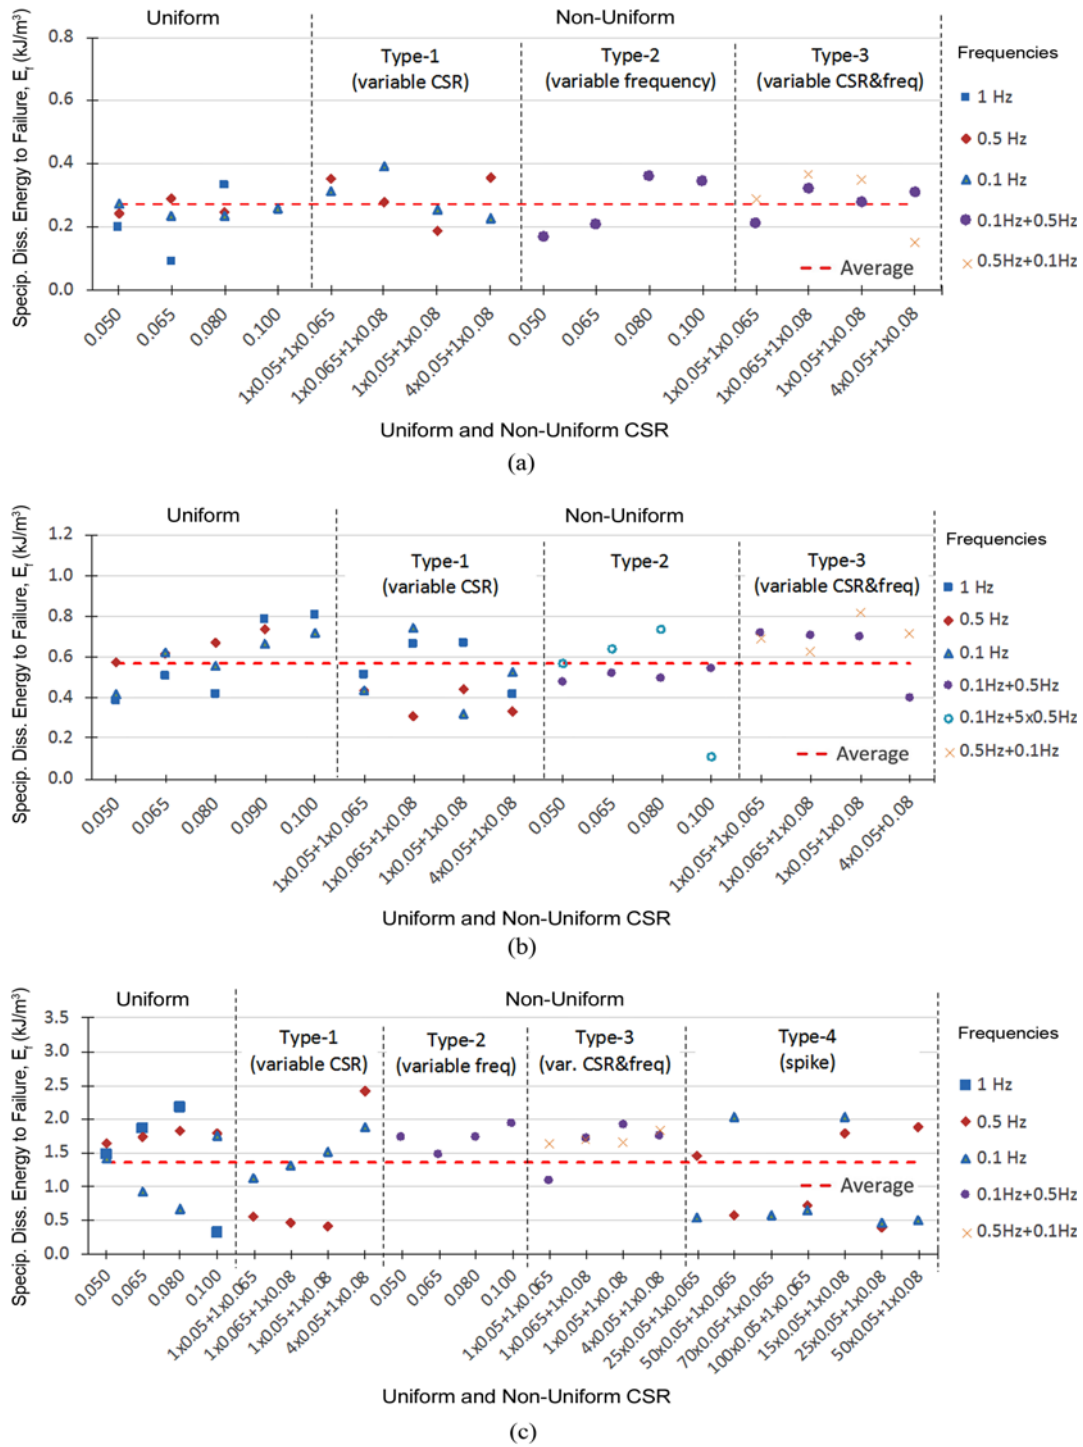 Uniform
Non-Uniform
Specip. Diss. Energy to Failure, Ef (kJ/m³)
0.8
0.6
0.4
0.2
0.0
Type-1
(variable CSR)
Type-2
(variable frequency)
Type-3
(variable CSR&freq)
Average
Frequencies
1 Hz
0.5 Hz
0.1 Hz
0.1Hz+0.5Hz
0.5Hz+0.1Hz
0.050
0.065
0.080
0.100
1x0.05+1x0.065
1x0.065+1x0.08
1x0.05+1x0.08
4x0.05+1x0.08
0.050
0.065
0.080
0.100
1x0.05+1x0.065
1x0.065+1x0.08
1x0.05+1x0.08
4x0.05+1x0.08
Uniform and Non-Uniform CSR
(a)
Uniform
Non-Uniform
Specip. Diss. Energy to Failure, Ef (kJ/m³)
1.2
1.0
0.8
0.6
0.4
0.2
0.0
Type-1
(variable CSR)
Type-2
Type-3
(variable CSR&freq)
Average
Frequencies
1 Hz
0.5 Hz
0.1 Hz
0.1Hz+0.5Hz
0.1Hz+5x0.5Hz
0.5Hz+0.1Hz
0.050
0.065
0.080
0.090
0.100
1x0.05+1x0.065
1x0.065+1x0.08
1x0.05+1x0.08
4x0.05+1x0.08
0.050
0.065
0.080
0.100
1x0.05+1x0.065
1x0.065+1x0.08
1x0.05+1x0.08
4x0.05+0.08
Uniform and Non-Uniform CSR
(b)
Uniform
Non-Uniform
Specip. Diss. Energy to Failure, Ef (kJ/m³)
3.5
3.0
2.5
2.0
1.5
1.0
0.5
0.0
Type-1
(variable CSR)
Type-2
(variable freq)
Type-3
(var. CSR&freq)
Type-4
(spike)
Average
Frequencies
1 Hz
0.5 Hz
0.1 Hz
0.1Hz+0.5Hz
0.5Hz+0.1Hz
0.050
0.065
0.080
0.100
1x0.05+1x0.065
1x0.065+1x0.08
1x0.05+1x0.08
4x0.05+1x0.08
0.050
0.065
0.080
0.100
1x0.05+1x0.065
1x0.065+1x0.08
1x0.05+1x0.08
4x0.05+1x0.08
25x0.05+1x0.065
50x0.05+1x0.065
70x0.05+1x0.065
100x0.05+1x0.065
15x0.05+1x0.08
25x0.05+1x0.08
50x0.05+1x0.08
Uniform and Non-Uniform CSR
(c)